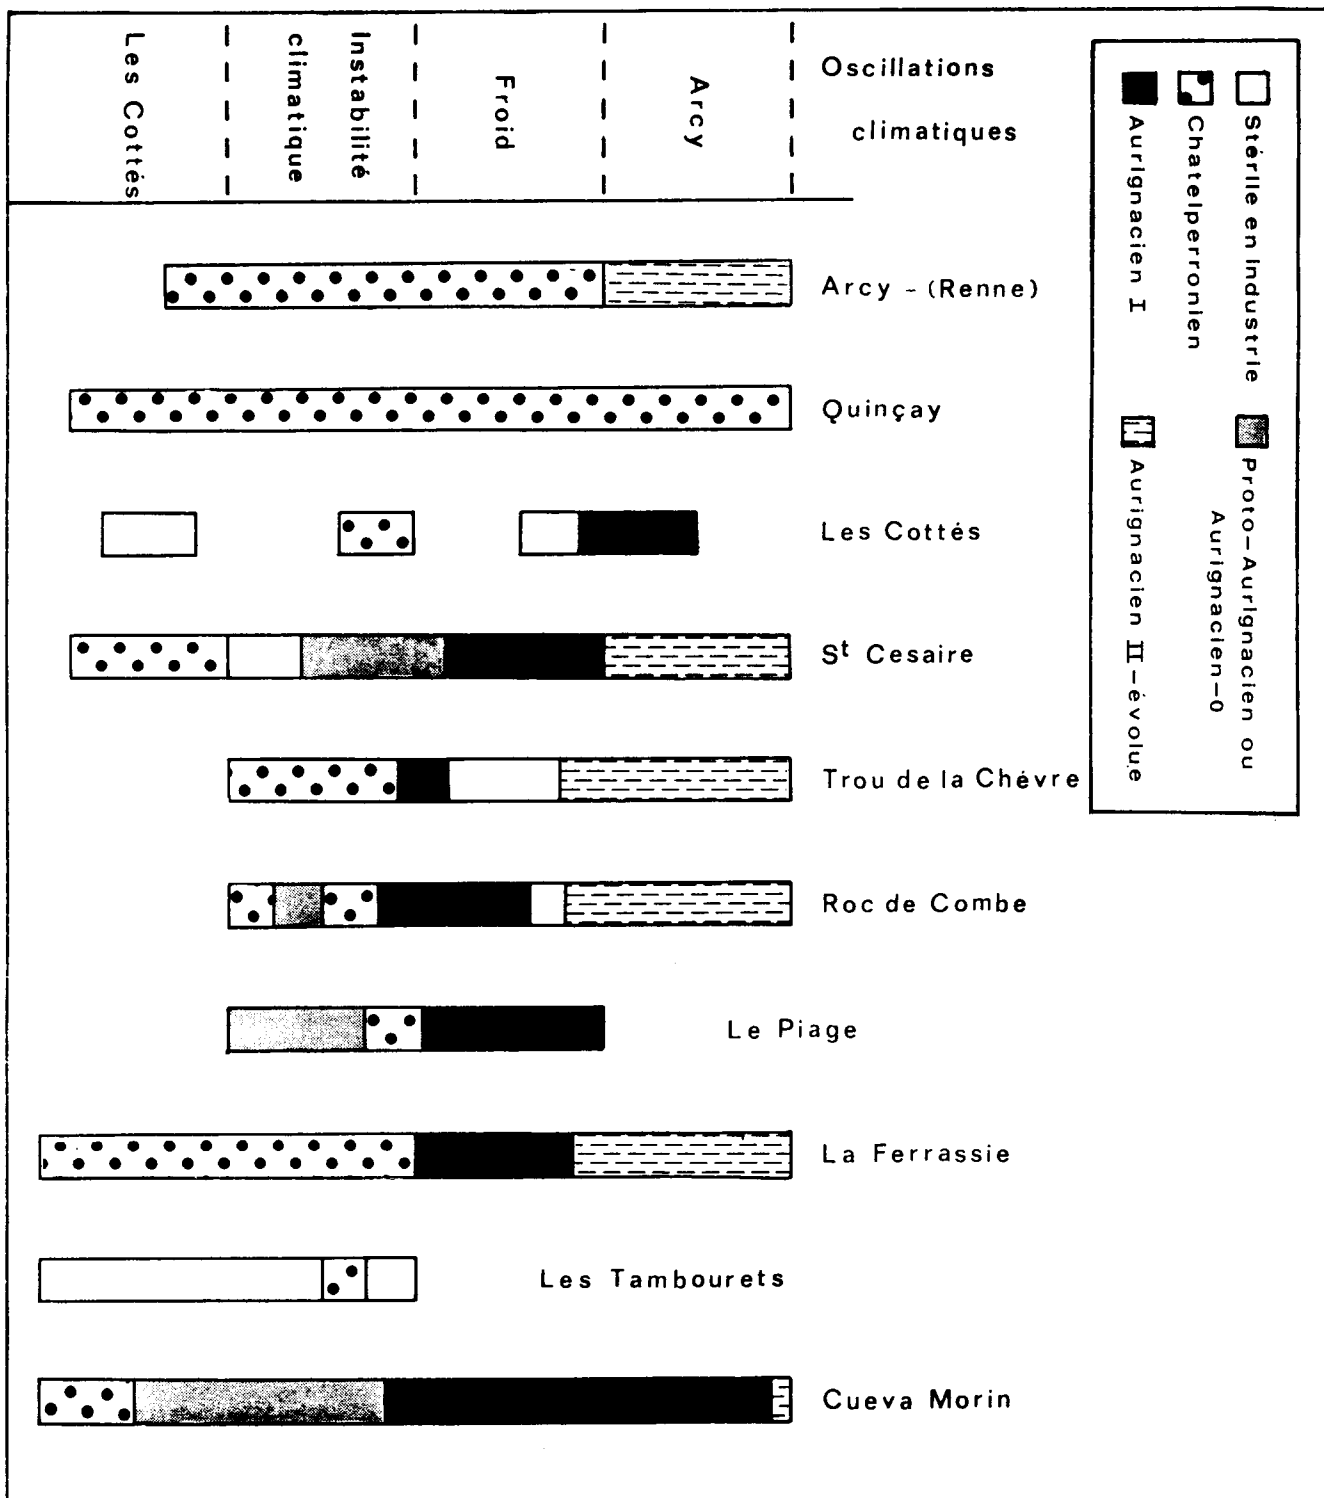 Les Cottés
Instabilité
climatique
Froid
Arcy
Oscillations
climatiques
Arcy - (Renne)
Quinçay
Les Cottés
St Cesaire
Trou de la Chévre
Roc de Combe
Le Piage
La Ferrassie
Les Tambourets
Cueva Morin
Stérile en Industrie
Chatelperronien
Aurignacien I
Proto-Aurignacien ou
Aurignacien-0
Aurignacien II-évolue